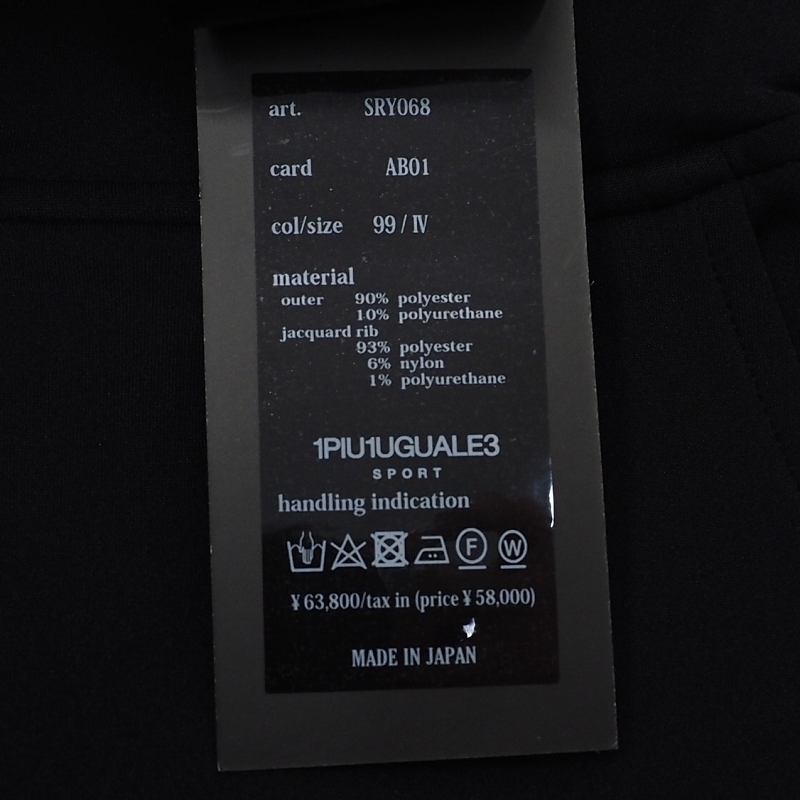 art. SRY068
card AB01
col/size 99 / Ⅳ
material
outer 90% polyester
10% polyurethane
jacquard rib
93% polyester
6% nylon
1% polyurethane
1PIU1UGUALE3
SPORT
handling indication
F W
¥ 63,800/tax in (price ¥ 58,000)
MADE IN JAPAN